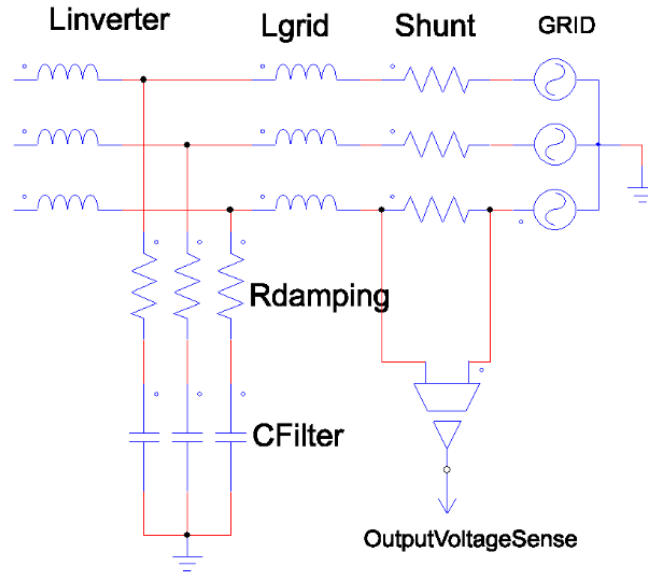 Linverter
Lgrid
Shunt
GRID
Rdamping
CFilter
OutputVoltageSense